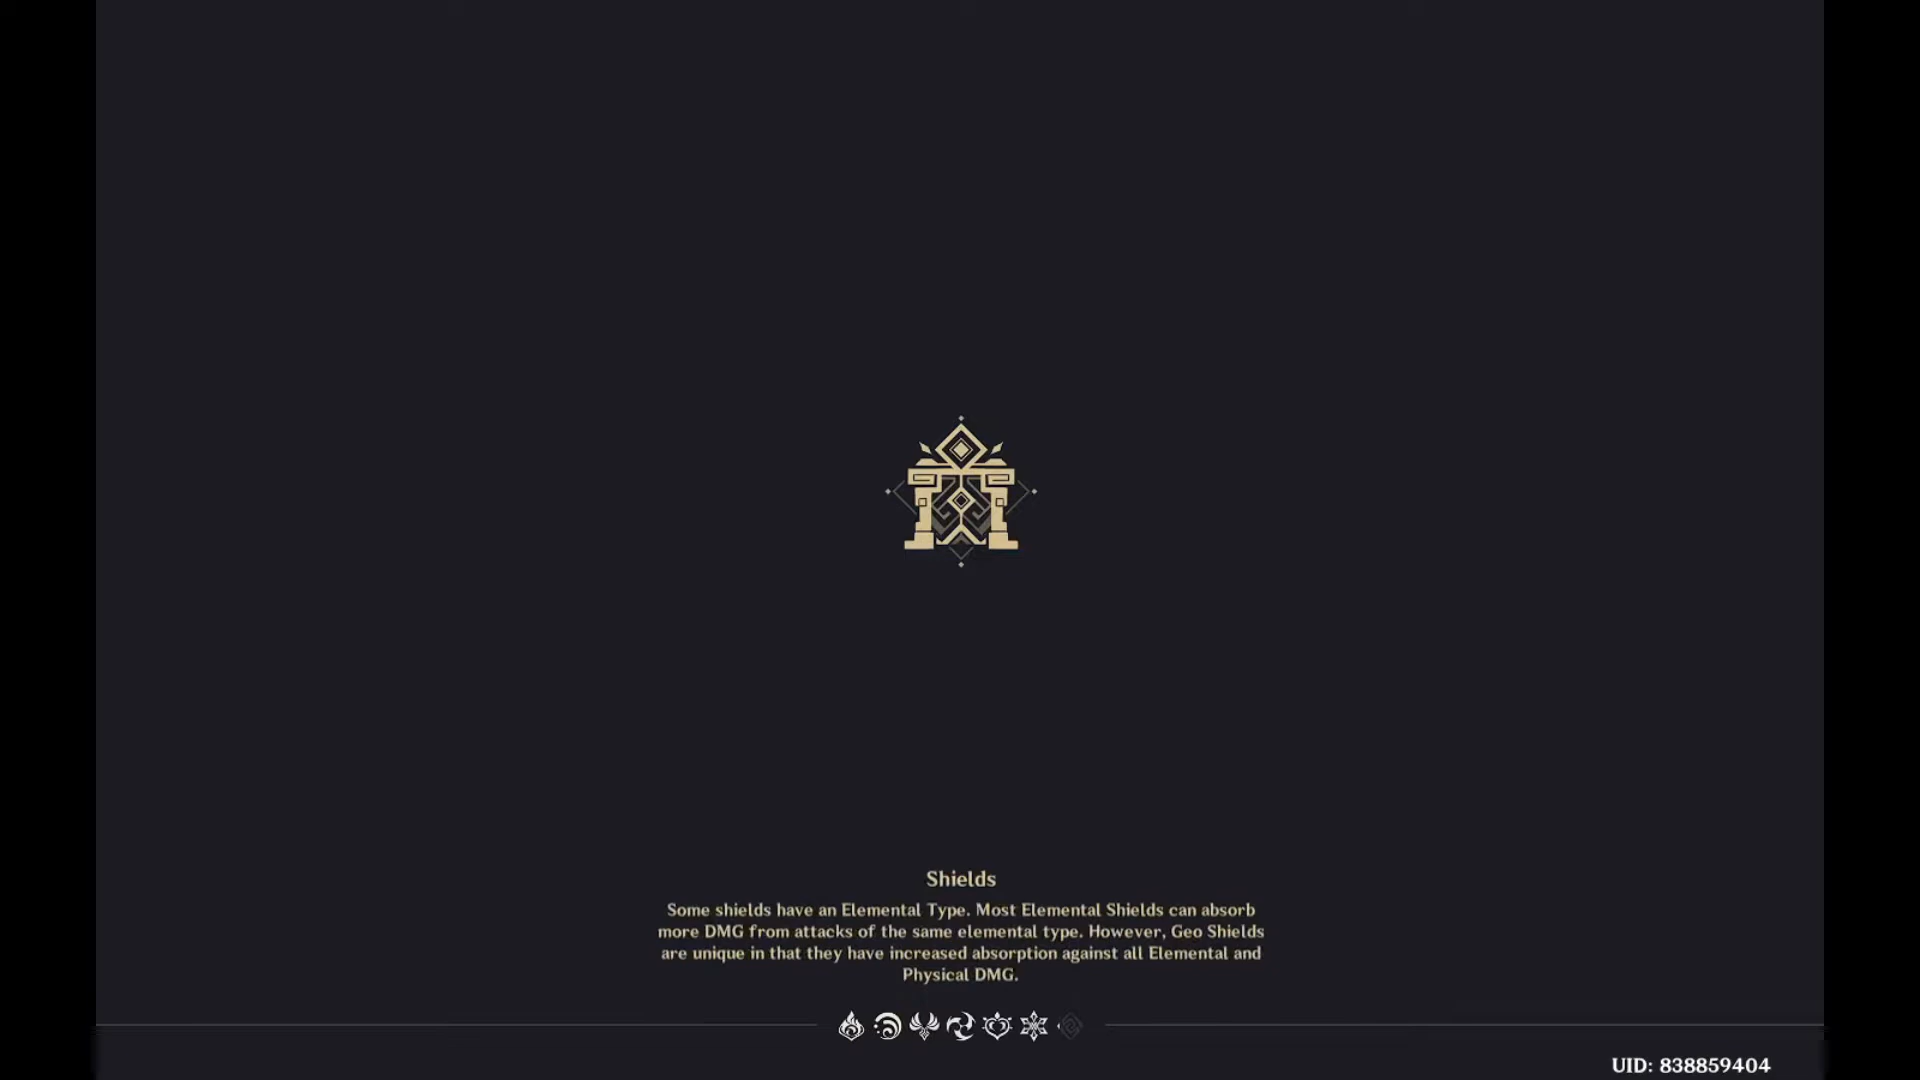 Shields
Some shields have an Elemental Type. Most Elemental Shields can absorb
more DMG from attacks of the same elemental type. However, Geo Shields
are unique in that they have increased absorption against all Elemental and
Physical DMG.
UID: 838859404